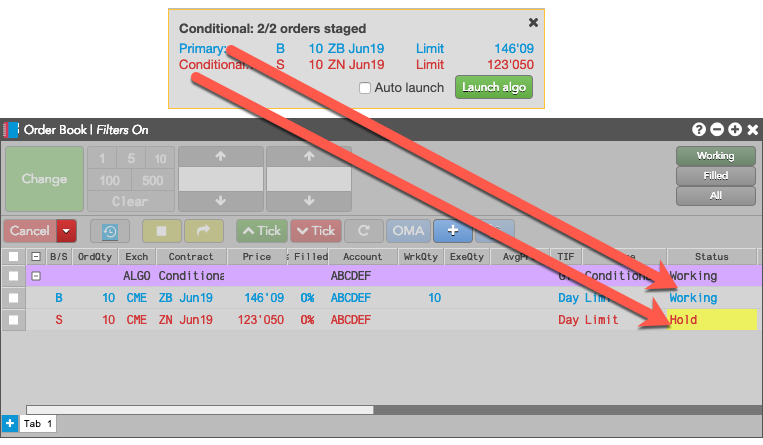 Conditional: 2/2 orders staged
Primary: B 10 ZB Jun19 Limit 146'09
Conditional: S 10 ZN Jun19 Limit 123'050
Auto launch Launch algo
Order Book | Filters On
Change 1 5 10 Working
100 500 Filled
Clear All
Cancel Tick Tick C OMA +
B/S OrdQty Exch Contract Price Filled Account WrkQty ExeQty TIF Status
ALGO Conditiona ABCDEF Conditiona Working
B 10 CME ZB Jun19 146'09 0% ABCDEF 10 Day Limit Working
S 10 CME ZN Jun19 123'050 0% ABCDEF Day Limit Hold
+ Tab 1